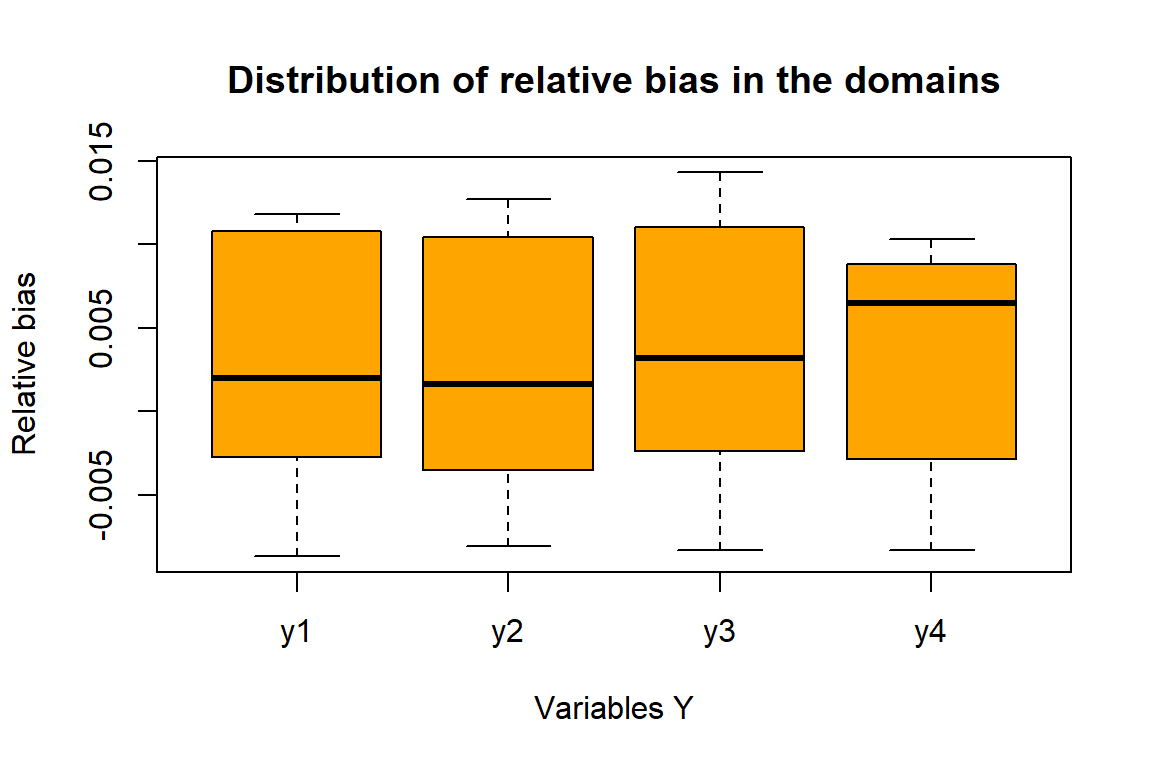 Distribution of relative bias in the domains
Relative bias
0.015
0.005
-0.005
y1 y2 y3 y4
Variables Y